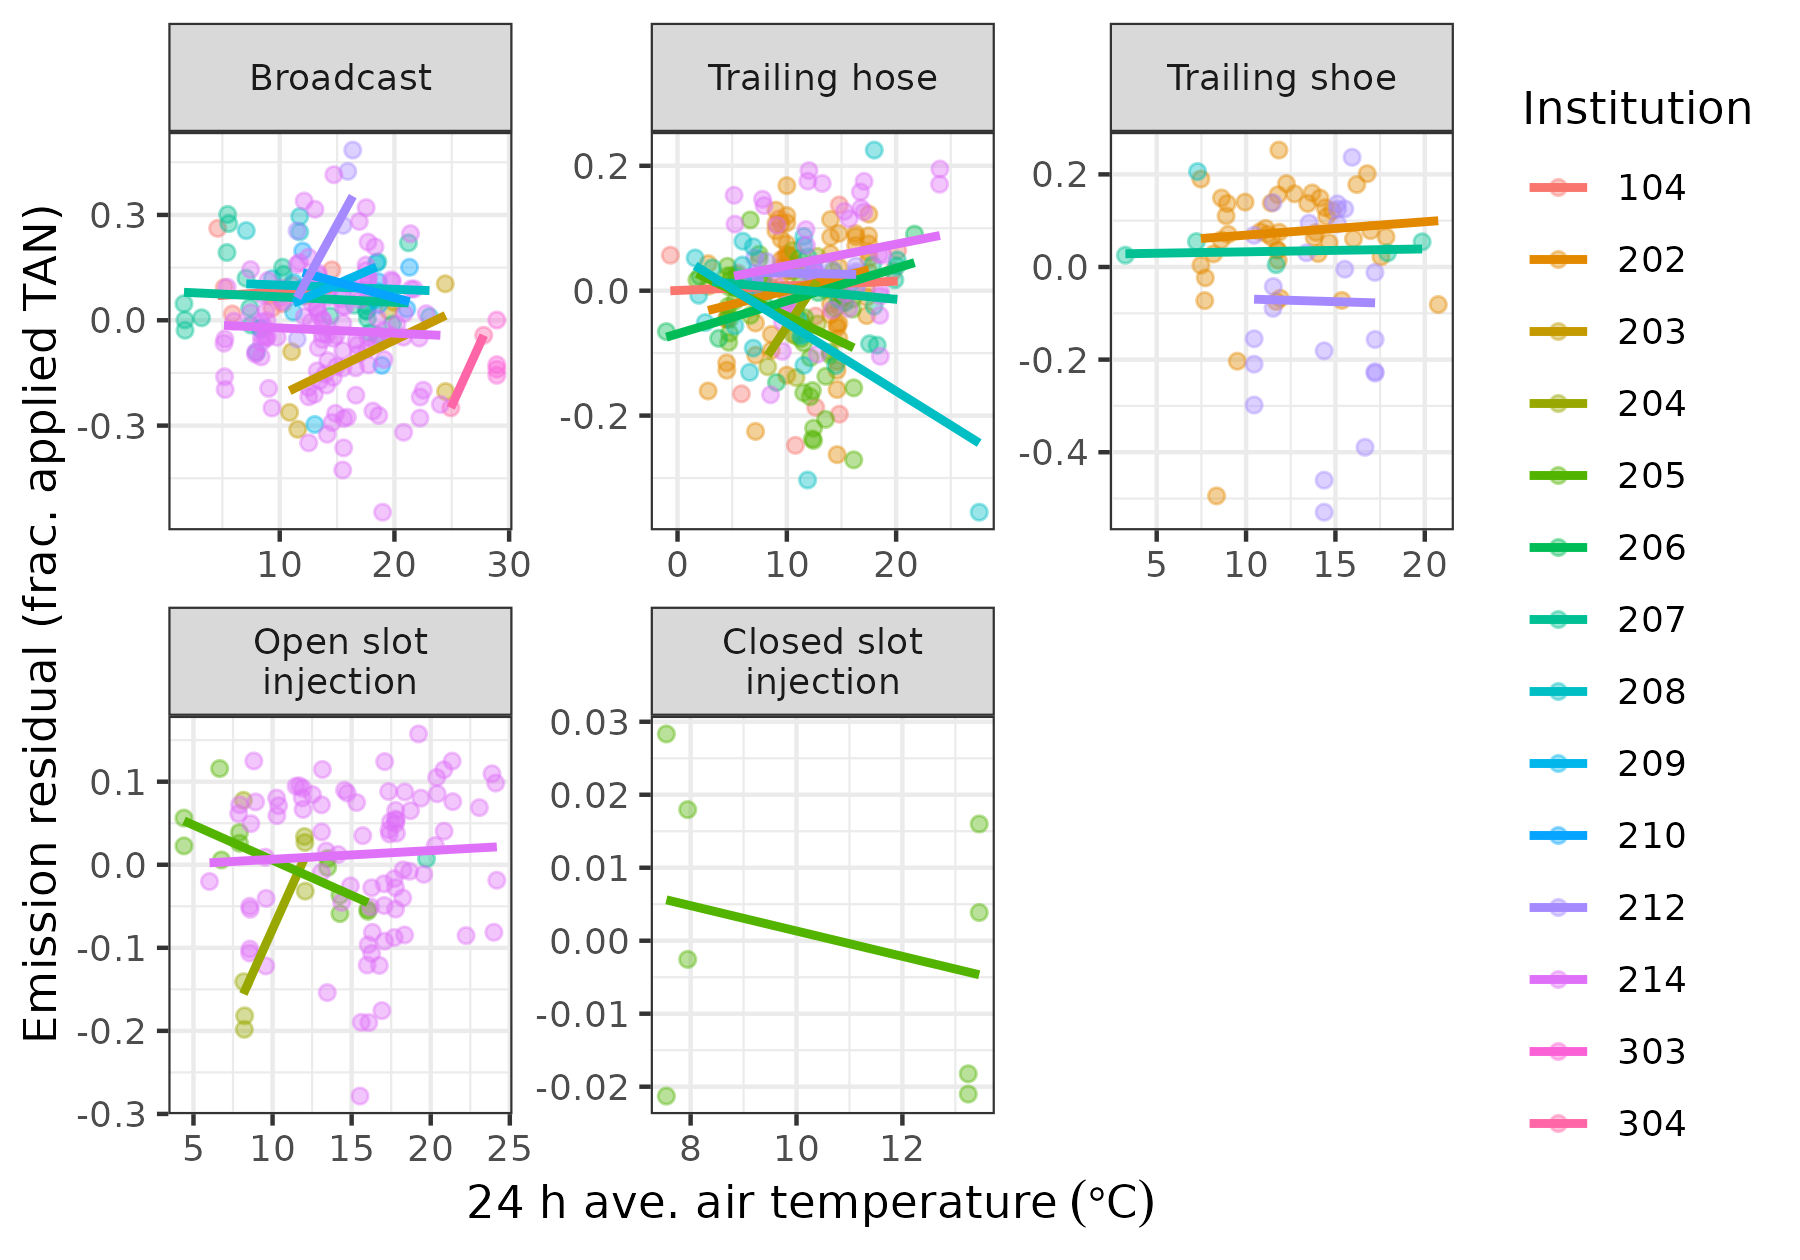 Broadcast
Trailing hose
Trailing shoe
0.3
0.0
-0.3
10 20 30
0.2
0.0
-0.2
0 10 20
0.2
0.0
-0.2
-0.4
5 10 15 20
Open slot
injection
Closed slot
injection
0.1
0.0
-0.1
-0.2
-0.3
5 10 15 20 25
0.03
0.02
0.01
0.00
-0.01
-0.02
8 10 12
Emission residual (frac. applied TAN)
24 h ave. air temperature (°C)
Institution
104
202
203
204
205
206
207
208
209
210
212
214
303
304